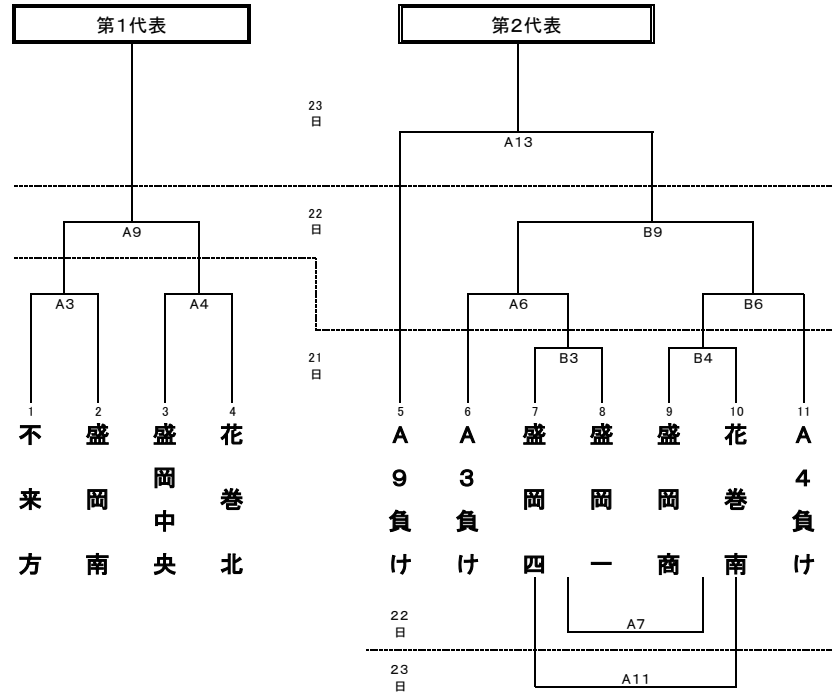 第1代表
第2代表
23
日
A13
22
日
A9
B9
A3
A4
A6
B6
21
日
B3
B4
1
2
3
4
5
6
7
8
9
10
11
不来方
盛岡南
盛岡中央
花巻北
A9負け
A3負け
盛岡四
盛岡一
盛岡商
花巻南
A4負け
22
日
A7
23
日
A11